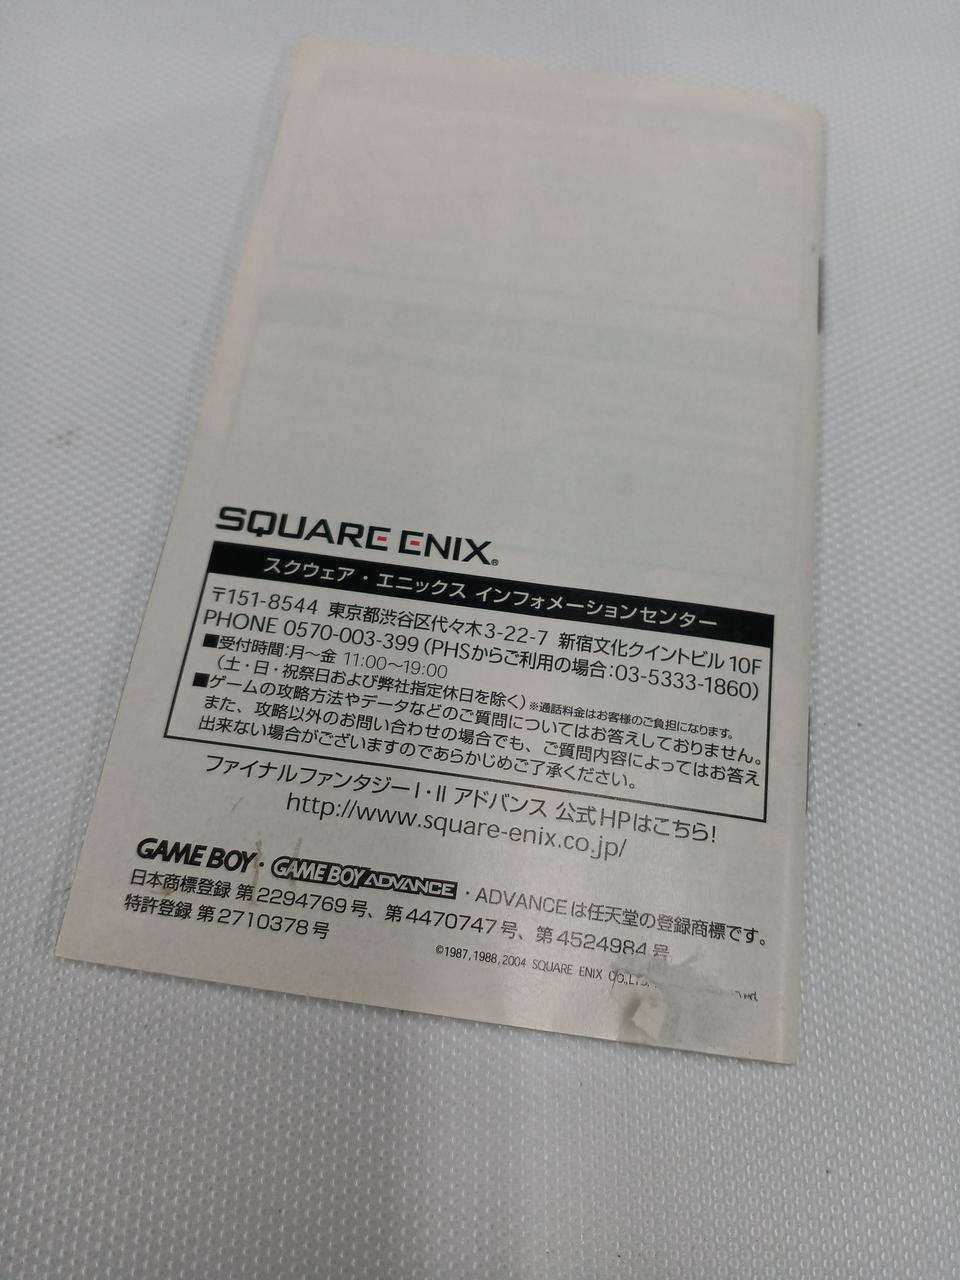 SQUARE ENIX®
スクウェア・エニックス インフォメーションセンター
〒151-8544 東京都渋谷区代々木3-22-7 新宿文化クイントビル10F
PHONE 0570-003-399 (PHSからご利用の場合:03-5333-1860)
■受付時間:月〜金 11:00〜19:00
(土・日・祝祭日および弊社指定休日を除く) ※通話料金はお客様のご負担になります。
■ゲームの攻略方法やデータなどのご質問についてはお答えしておりません。
また、攻略以外のお問い合わせの場合でも、ご質問内容によってはお答え
出来ない場合がございますのであらかじめご了承ください。
ファイナルファンタジーI・II アドバンス 公式HPはこちら!
http://www.square-enix.co.jp/
GAME BOY・GAME BOY ADVANCE・ADVANCEは任天堂の登録商標です。
日本商標登録 第2294769号、第4470747号、第4524984号
特許登録 第2710378号
©1987,1988,2004 SQUARE ENIX CO.,LTD.